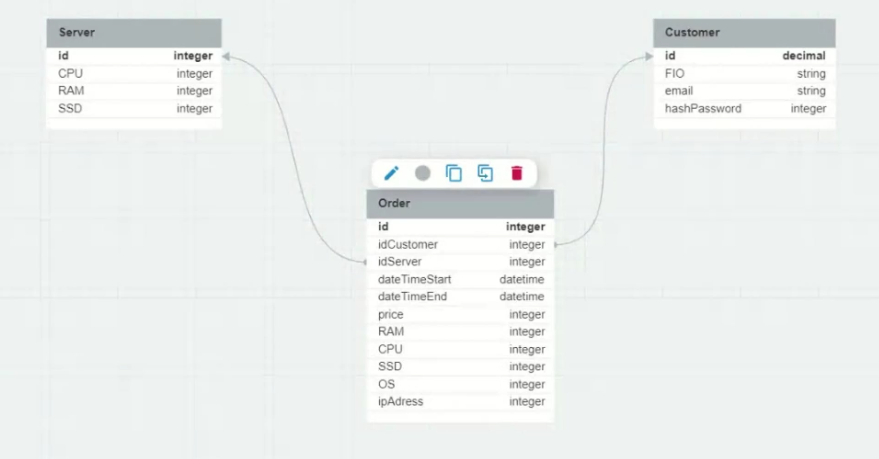 Server
id integer
CPU integer
RAM integer
SSD integer
Customer
id decimal
FIO string
email string
hashPassword integer
Order
id integer
idCustomer integer
idServer integer
dateTimeStart datetime
dateTimeEnd datetime
price integer
RAM integer
CPU integer
SSD integer
OS integer
ipAdress integer